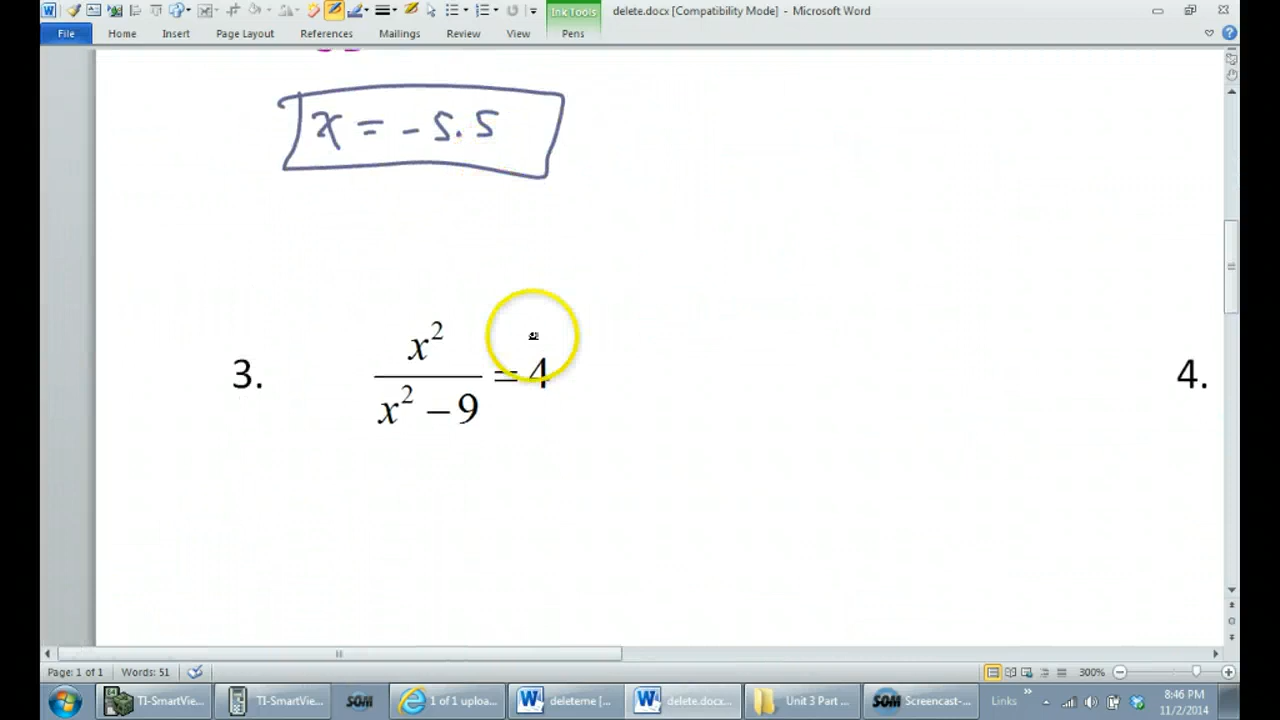 Ink Tools
delete.docx [Compatibility Mode] - Microsoft Word
File Home Insert Page Layout References Mailings Review View Pens
x = -5.5
3. x² / (x² − 9) = 4
4.
Page: 1 of 1 Words: 51 300%
TI-SmartVie... TI-SmartVie... SOM 1 of 1 uploa... deleteme [... delete.docx... Unit 3 Part ... SOM Screencast-... Links »
8:46 PM
11/2/2014